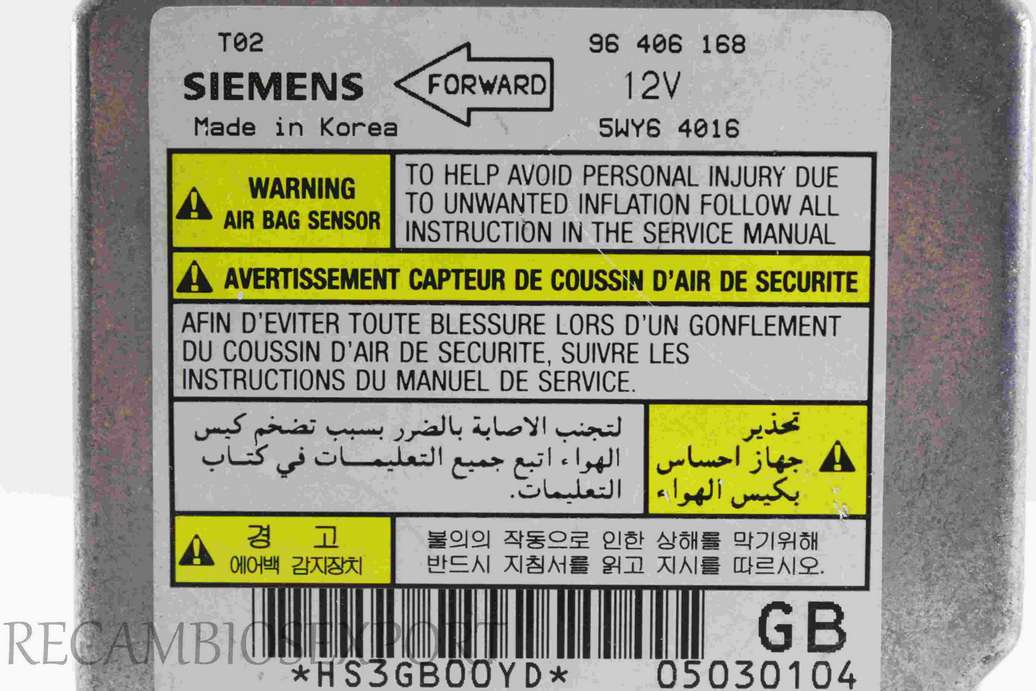 T02
96 406 168
SIEMENS
FORWARD
12V
Made in Korea
5WY6 4016
WARNING
AIR BAG SENSOR
TO HELP AVOID PERSONAL INJURY DUE
TO UNWANTED INFLATION FOLLOW ALL
INSTRUCTION IN THE SERVICE MANUAL
AVERTISSEMENT CAPTEUR DE COUSSIN D'AIR DE SECURITE
AFIN D'EVITER TOUTE BLESSURE LORS D'UN GONFLEMENT
DU COUSSIN D'AIR DE SECURITE, SUIVRE LES
INSTRUCTIONS DU MANUEL DE SERVICE.
تحذير
جهاز احساس
بكيس الهواء
لتجنب الاصابة بالضرر بسبب تضخم كيس
الهواء اتبع جميع التعليمات في كتاب
التعليمات.
경 고
에어백 감지장치
불의의 작동으로 인한 상해를 막기위해
반드시 지침서를 읽고 지시를 따르시오.
GB
RECAMBIOSEXPORT
*HS3GB00YD*
05030104